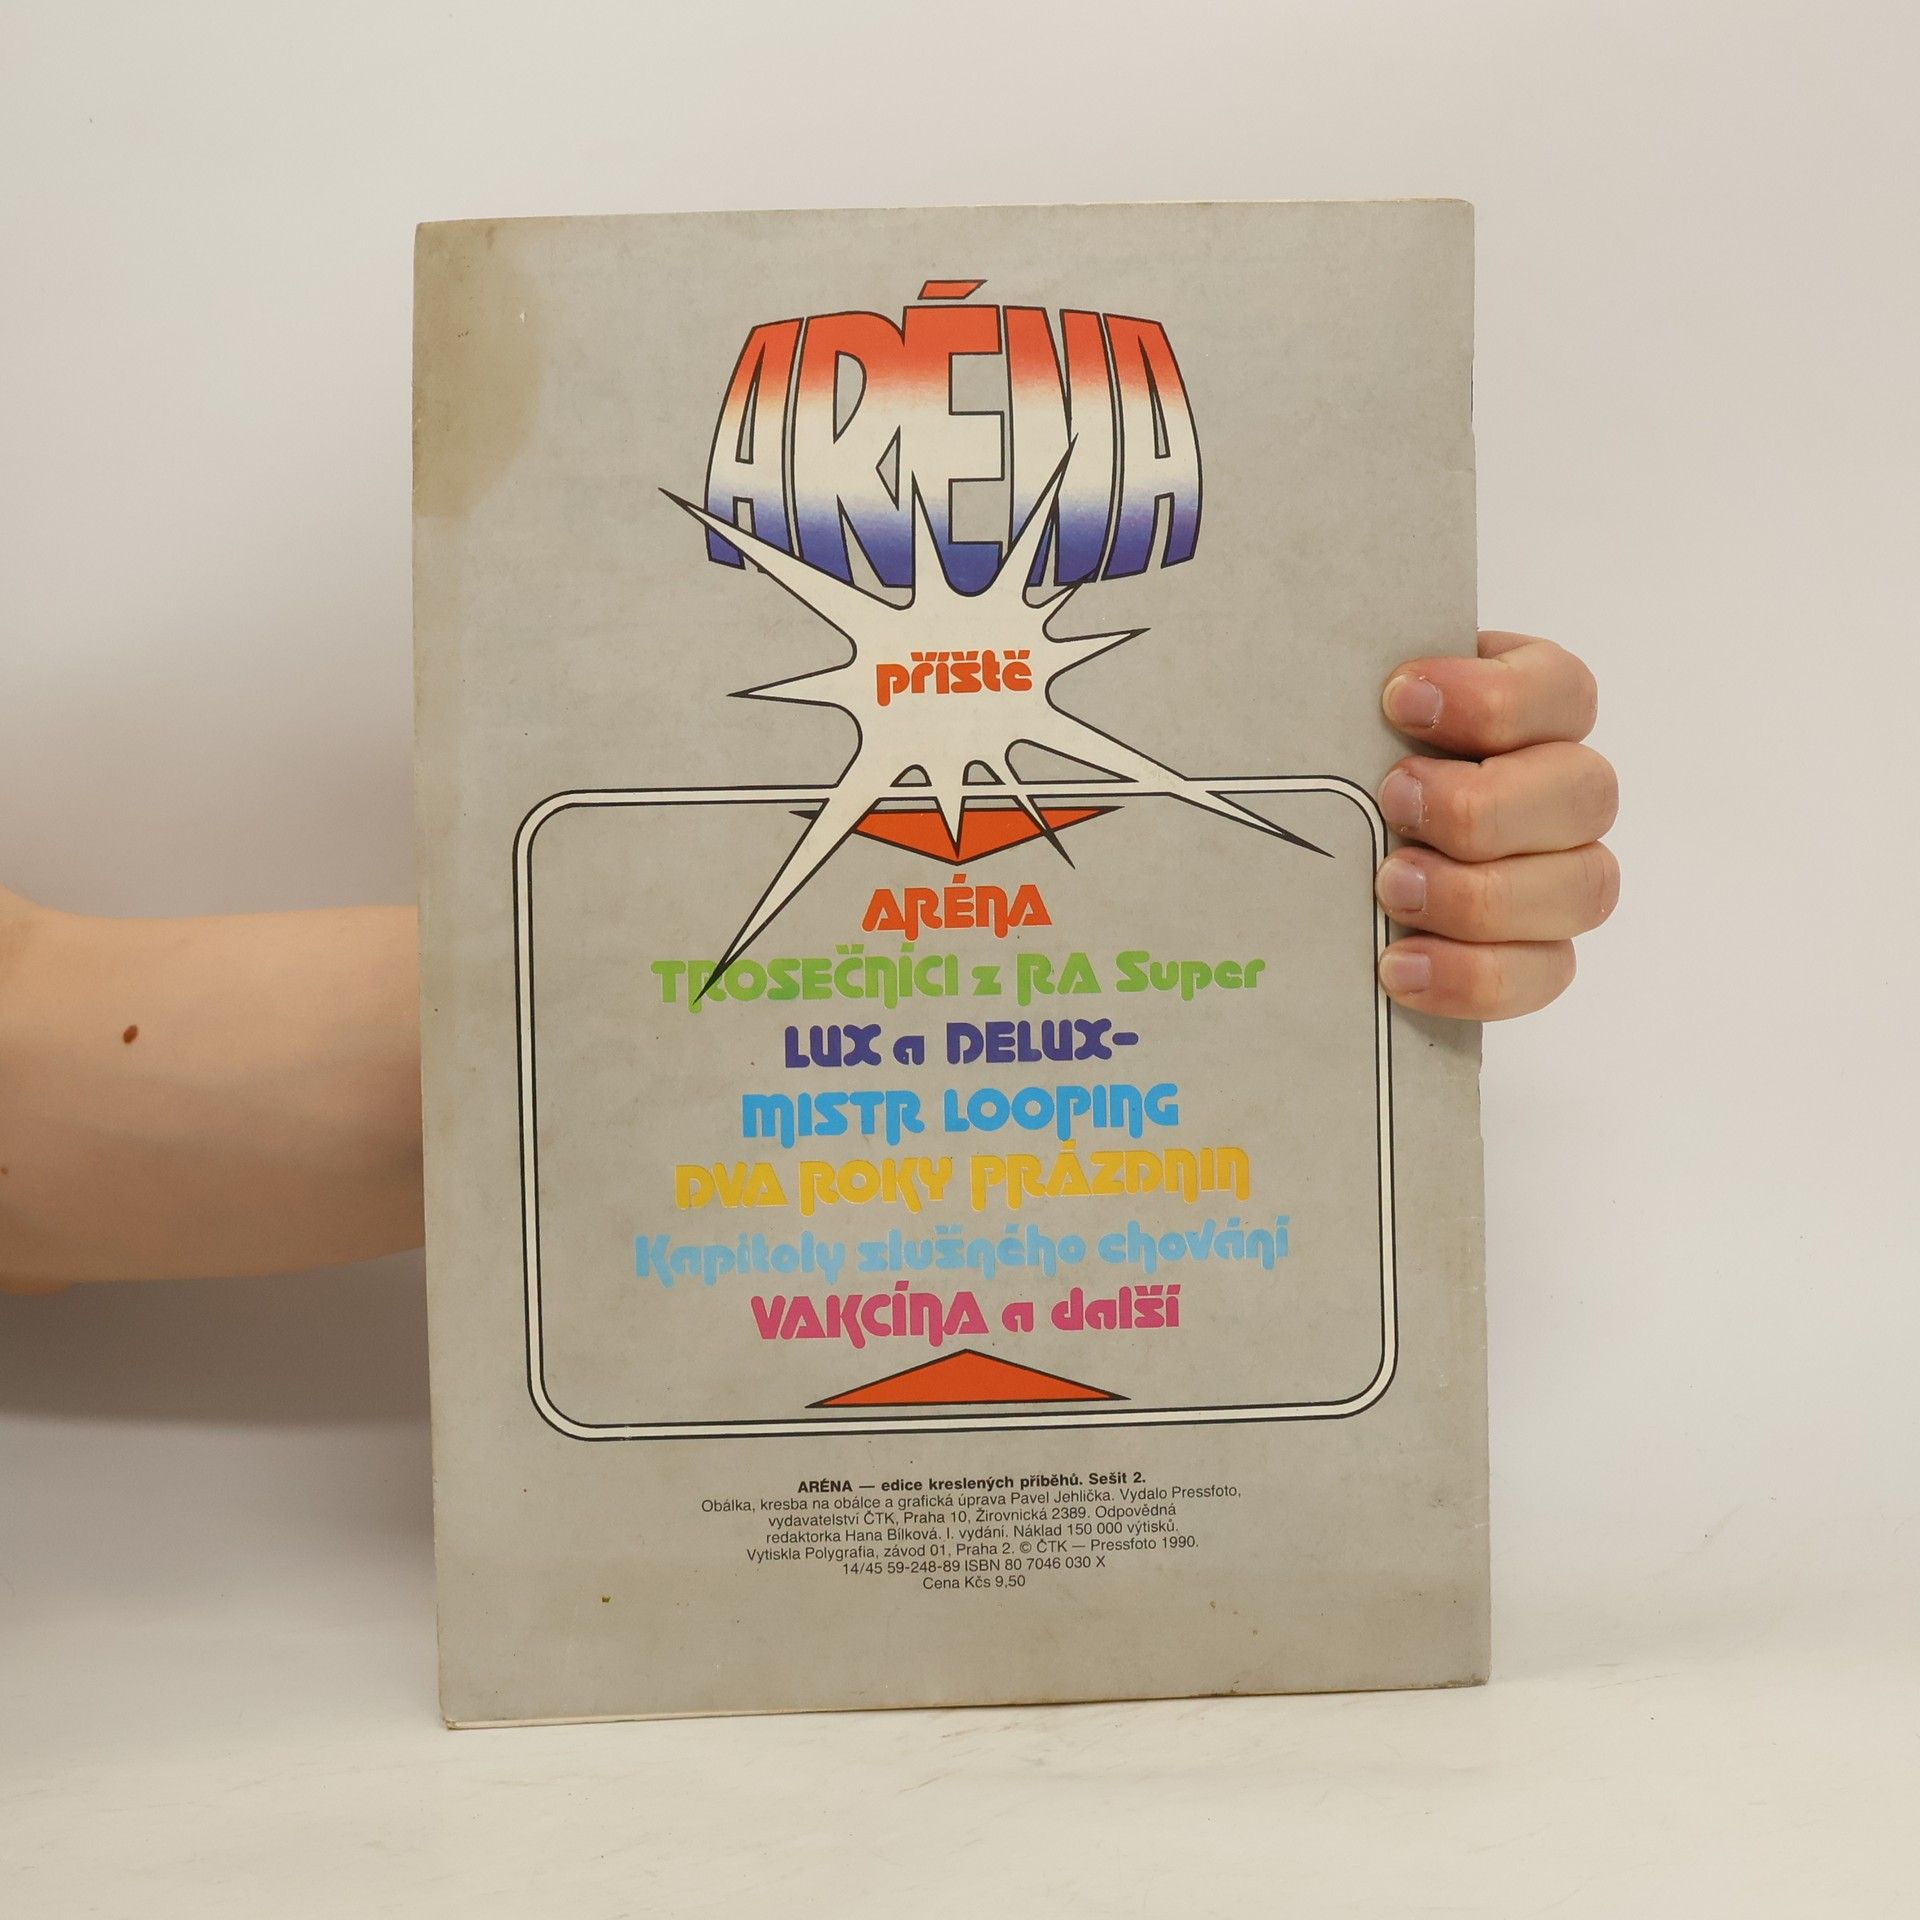 ARÉNA
příště
ARÉNA
TROSEČNÍCI z RA Super
LUX a DELUX-
MISTR LOOPING
DVA ROKY PRÁZDNIN
Kapitoly slušného chování
VAKCÍNA a další
ARÉNA — edice kreslených příběhů. Sešit 2.
Obálka, kresba na obálce a grafická úprava Pavel Jehlička. Vydalo Pressfoto,
vydavatelství ČTK, Praha 10, Žirovnická 2389. Odpovědná
redaktorka Hana Bílková. I. vydání. Náklad 150 000 výtisků.
Vytiskla Polygrafia, závod 01, Praha 2. © ČTK — Pressfoto 1990.
14/45 59-248-89 ISBN 80 7046 030 X
Cena Kčs 9,50